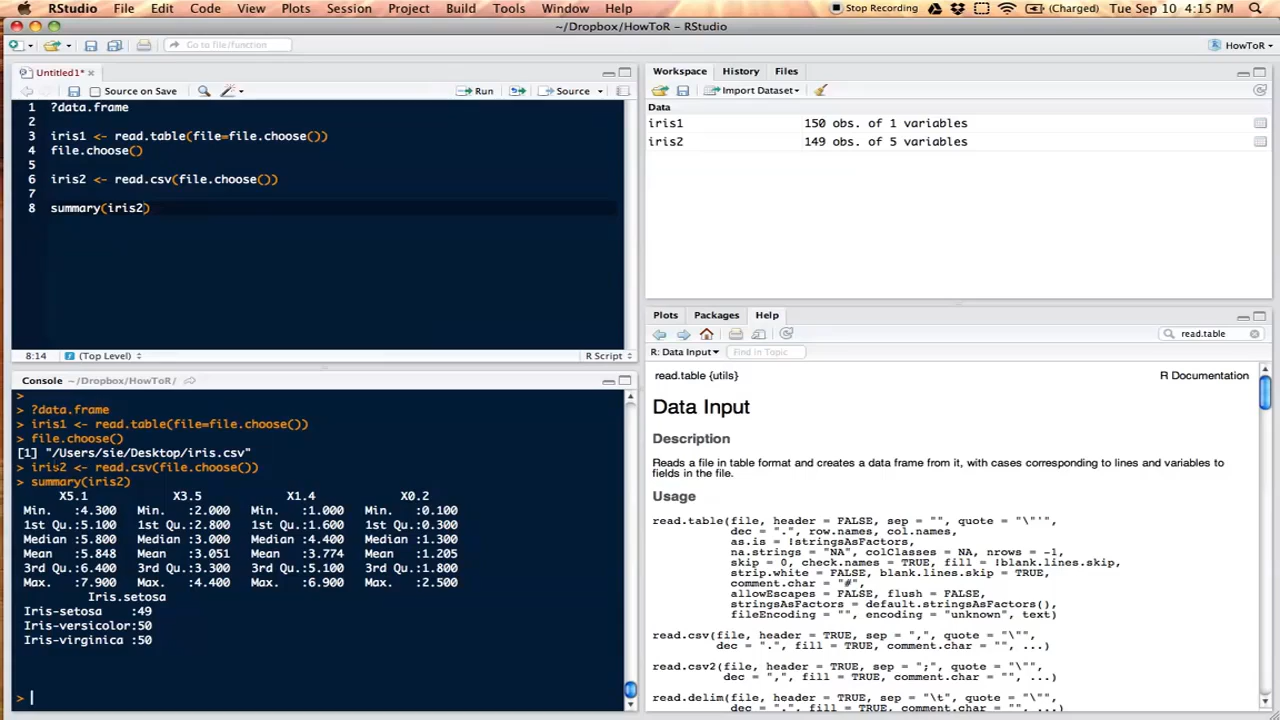 RStudio File Edit Code View Plots Session Project Build Tools Window Help Stop Recording (Charged) Tue Sep 10 4:15 PM
~/Dropbox/HowToR - RStudio
Go to file/function HowToR
Untitled1*
Source on Save Run Source
1 ?data.frame
2
3 iris1 <- read.table(file=file.choose())
4 file.choose()
5
6 iris2 <- read.csv(file.choose())
7
8 summary(iris2)
8:14 (Top Level) R Script
Console ~/Dropbox/HowToR/
>
> ?data.frame
> iris1 <- read.table(file=file.choose())
> file.choose()
[1] "/Users/sie/Desktop/iris.csv"
> iris2 <- read.csv(file.choose())
> summary(iris2)
X5.1 X3.5 X1.4 X0.2
Min. :4.300 Min. :2.000 Min. :1.000 Min. :0.100
1st Qu.:5.100 1st Qu.:2.800 1st Qu.:1.600 1st Qu.:0.300
Median :5.800 Median :3.000 Median :4.400 Median :1.300
Mean :5.848 Mean :3.051 Mean :3.774 Mean :1.205
3rd Qu.:6.400 3rd Qu.:3.300 3rd Qu.:5.100 3rd Qu.:1.800
Max. :7.900 Max. :4.400 Max. :6.900 Max. :2.500
Iris.setosa
Iris-setosa :49
Iris-versicolor:50
Iris-virginica :50
>
Workspace History Files
Import Dataset
Data
iris1 150 obs. of 1 variables
iris2 149 obs. of 5 variables
Plots Packages Help
read.table
R: Data Input Find in Topic
read.table {utils} R Documentation
Data Input
Description
Reads a file in table format and creates a data frame from it, with cases corresponding to lines and variables to
fields in the file.
Usage
read.table(file, header = FALSE, sep = "", quote = "\"'",
dec = ".", row.names, col.names,
as.is = !stringsAsFactors,
na.strings = "NA", colClasses = NA, nrows = -1,
skip = 0, check.names = TRUE, fill = !blank.lines.skip,
strip.white = FALSE, blank.lines.skip = TRUE,
comment.char = "#",
allowEscapes = FALSE, flush = FALSE,
stringsAsFactors = default.stringsAsFactors(),
fileEncoding = "", encoding = "unknown", text)
read.csv(file, header = TRUE, sep = ",", quote = "\"",
dec = ".", fill = TRUE, comment.char = "", ...)
read.csv2(file, header = TRUE, sep = ";", quote = "\"",
dec = ",", fill = TRUE, comment.char = "", ...)
read.delim(file, header = TRUE, sep = "\t", quote = "\"",
dec = ".", fill = TRUE, comment.char = "", ...)